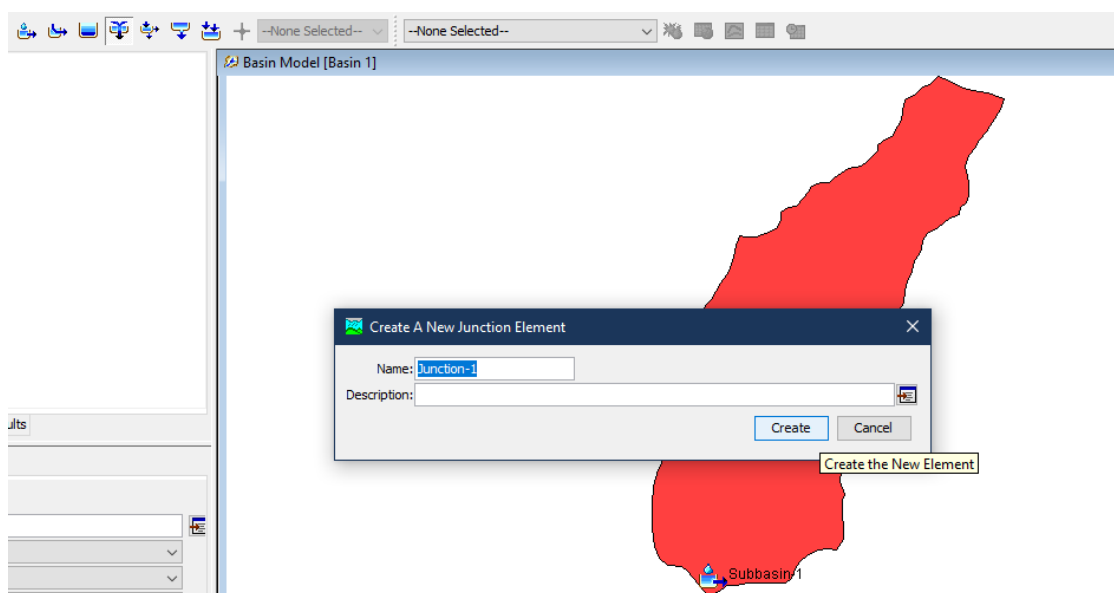 --None Selected--
--None Selected--
Basin Model [Basin 1]
Create A New Junction Element
Name: Junction-1
Description:
ults
Create
Cancel
Create the New Element
Subbasin-1